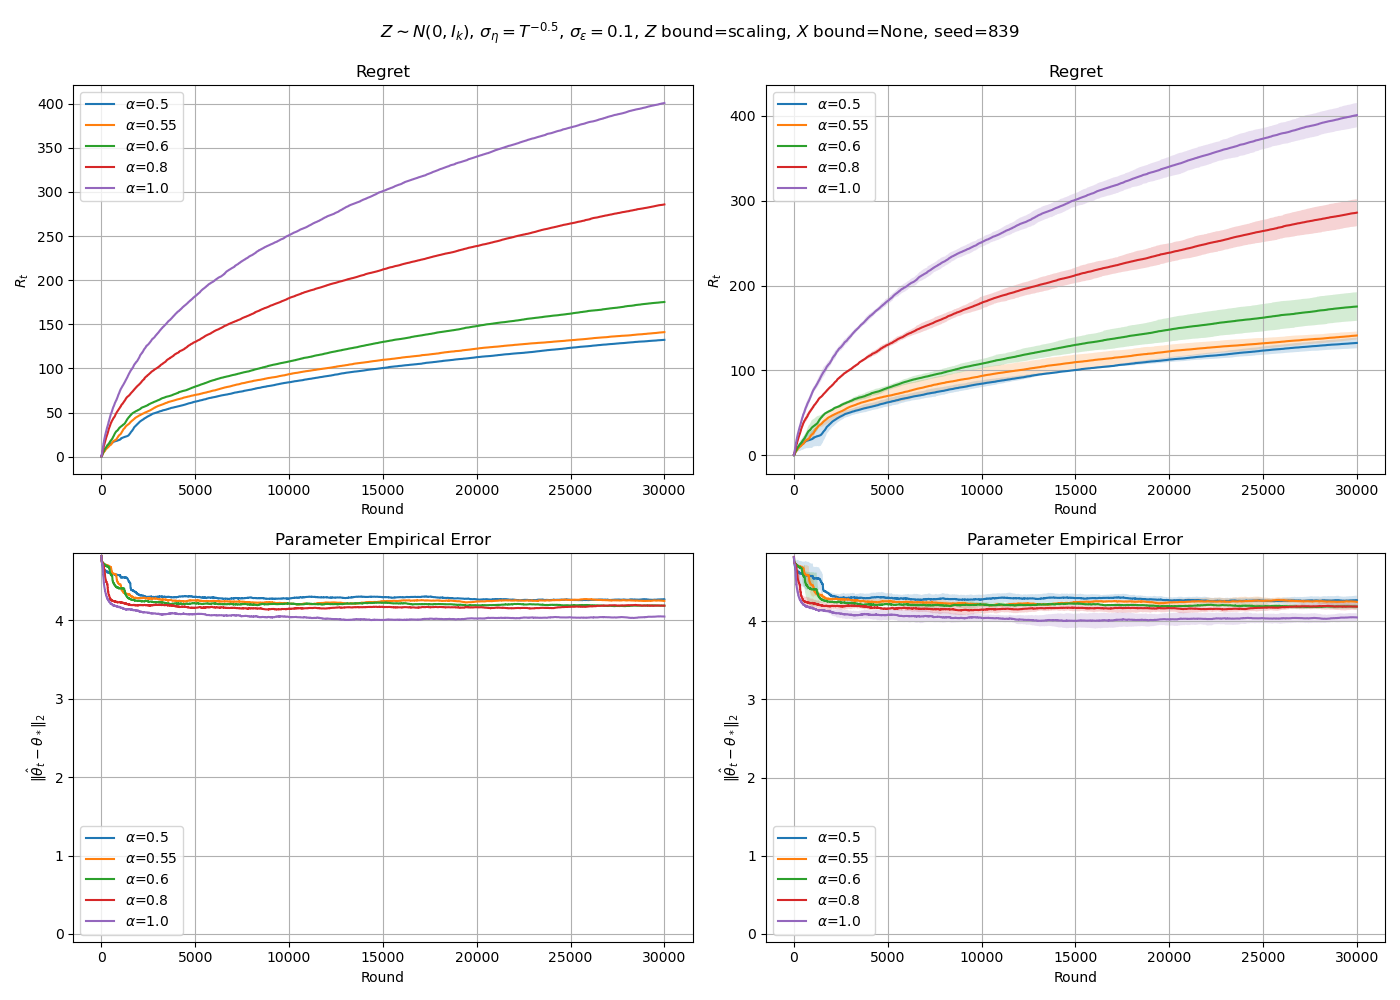 Z ~ N(0, I_k), σ_η = T^{−0.5}, σ_ε = 0.1, Z bound=scaling, X bound=None, seed=839
Regret
R_t
400
350
300
250
200
150
100
50
0
α=0.5
α=0.55
α=0.6
α=0.8
α=1.0
0 5000 10000 15000 20000 25000 30000
Round
Regret
R_t
400
300
200
100
0
α=0.5
α=0.55
α=0.6
α=0.8
α=1.0
0 5000 10000 15000 20000 25000 30000
Round
Parameter Empirical Error
‖θ̂_t − θ_*‖_2
4
3
2
1
0
α=0.5
α=0.55
α=0.6
α=0.8
α=1.0
0 5000 10000 15000 20000 25000 30000
Round
Parameter Empirical Error
‖θ̂_t − θ_*‖_2
4
3
2
1
0
α=0.5
α=0.55
α=0.6
α=0.8
α=1.0
0 5000 10000 15000 20000 25000 30000
Round